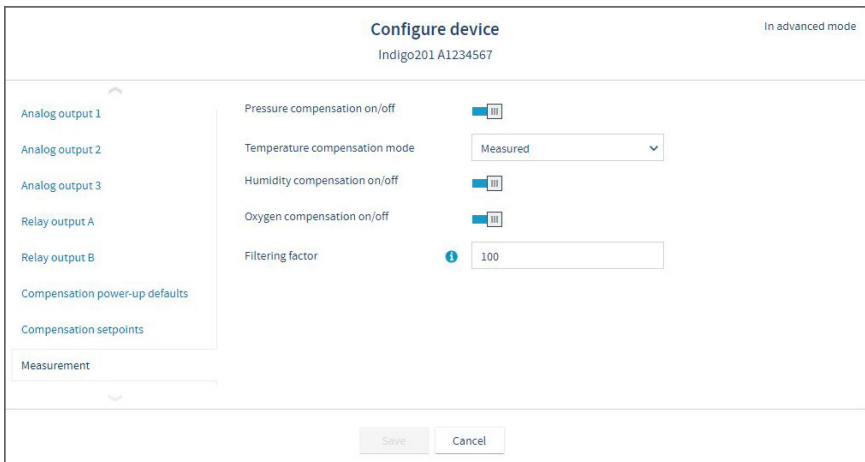 Configure device
In advanced mode
Indigo201 A1234567
Analog output 1
Analog output 2
Analog output 3
Relay output A
Relay output B
Compensation power-up defaults
Compensation setpoints
Measurement
Pressure compensation on/off
Temperature compensation mode
Measured
Humidity compensation on/off
Oxygen compensation on/off
Filtering factor
100
Save
Cancel